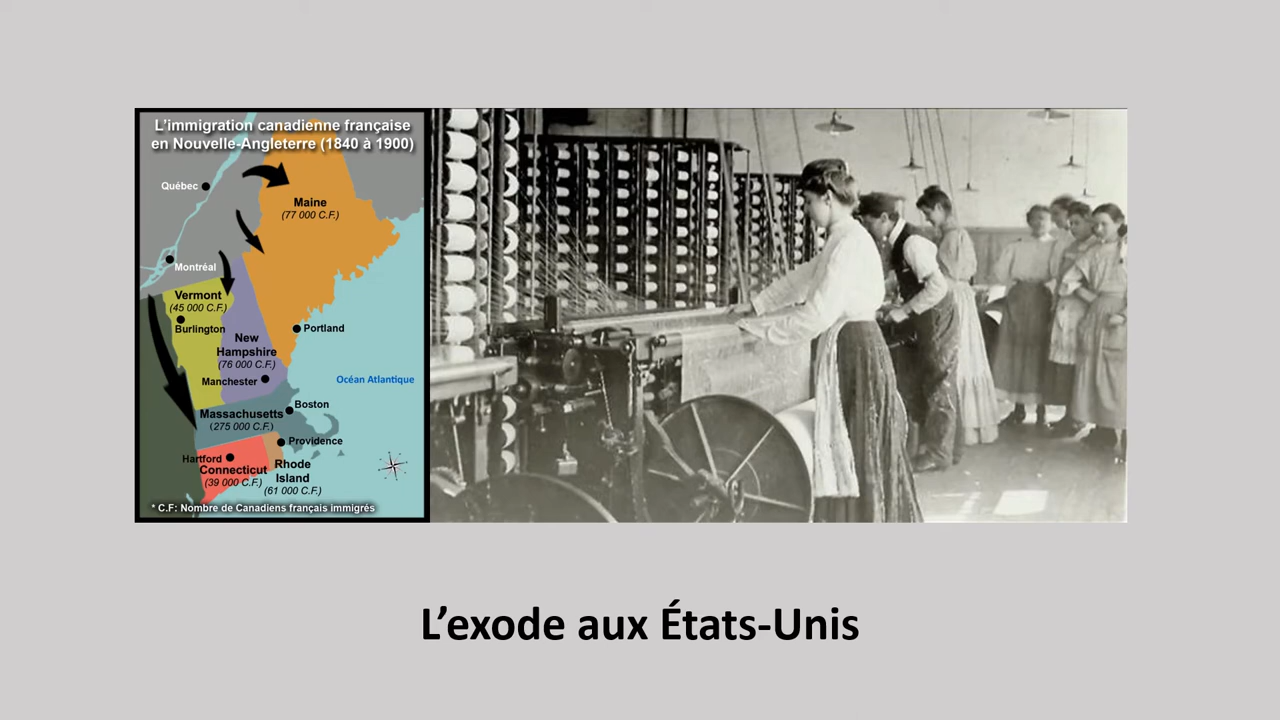 L'immigration canadienne française
en Nouvelle-Angleterre (1840 à 1900)
Québec
Maine
(77 000 C.F.)
Montréal
Vermont
(45 000 C.F.)
Burlington
Portland
New
Hampshire
(76 000 C.F.)
Manchester
Océan Atlantique
Boston
Massachusetts
(275 000 C.F.)
Providence
Hartford
Connecticut
(39 000 C.F.)
Rhode
Island
(61 000 C.F.)
* C.F: Nombre de Canadiens français immigrés
L’exode aux États-Unis